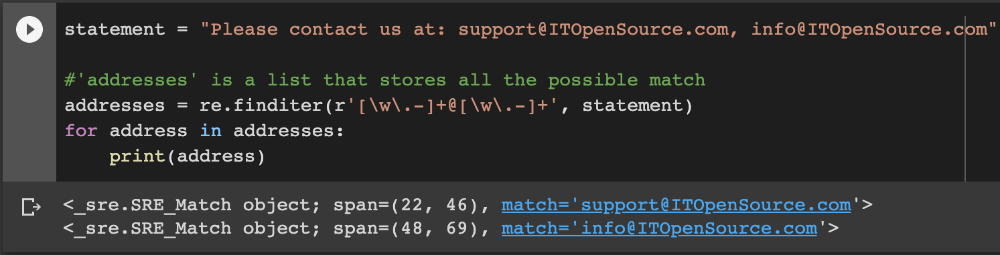 statement = "Please contact us at: support@ITOpenSource.com, info@ITOpenSource.com"
#'addresses' is a list that stores all the possible match
addresses = re.finditer(r'[\w\.-]+@[\w\.-]+', statement)
for address in addresses:
    print(address)
<_sre.SRE_Match object; span=(22, 46), match='support@ITOpenSource.com'>
<_sre.SRE_Match object; span=(48, 69), match='info@ITOpenSource.com'>